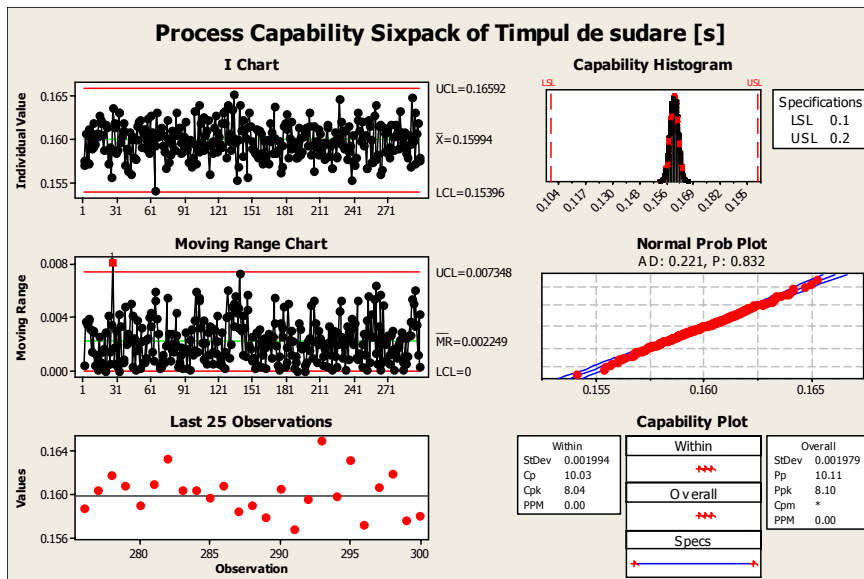 Process Capability Sixpack of Timpul de sudare [s]
I Chart
Individual Value
0.165
0.160
0.155
1 31 61 91 121 151 181 211 241 271
UCL=0.16592
X=0.15994
LCL=0.15396
Capability Histogram
LSL
USL
0.104 0.117 0.130 0.143 0.156 0.169 0.182 0.195
Specifications
LSL 0.1
USL 0.2
Moving Range Chart
Moving Range
0.008
0.004
0.000
1
1 31 61 91 121 151 181 211 241 271
UCL=0.007348
MR=0.002249
LCL=0
Normal Prob Plot
AD: 0.221, P: 0.832
0.155 0.160 0.165
Last 25 Observations
Values
0.164
0.160
0.156
280 285 290 295 300
Observation
Capability Plot
Within
StDev 0.001994
Cp 10.03
Cpk 8.04
PPM 0.00
Within
Overall
Specs
Overall
StDev 0.001979
Pp 10.11
Ppk 8.10
Cpm *
PPM 0.00